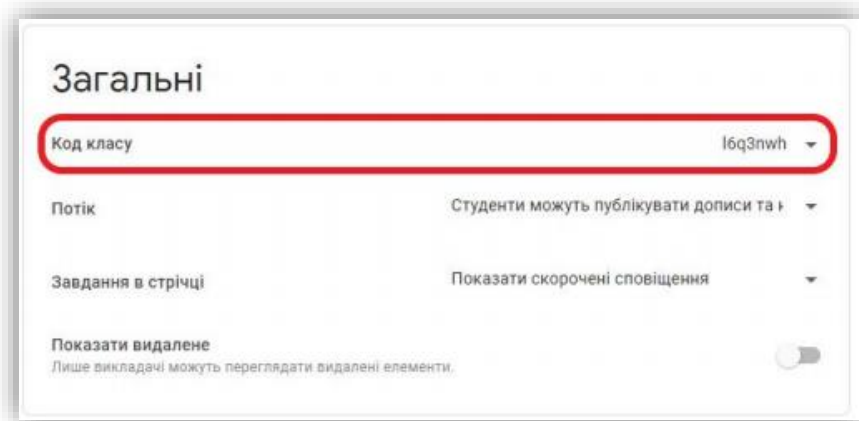 Загальні
Код класу l6q3nwh
Потік Студенти можуть публікувати дописи та к
Завдання в стрічці Показати скорочені сповіщення
Показати видалене
Лише викладачі можуть переглядати видалені елементи.